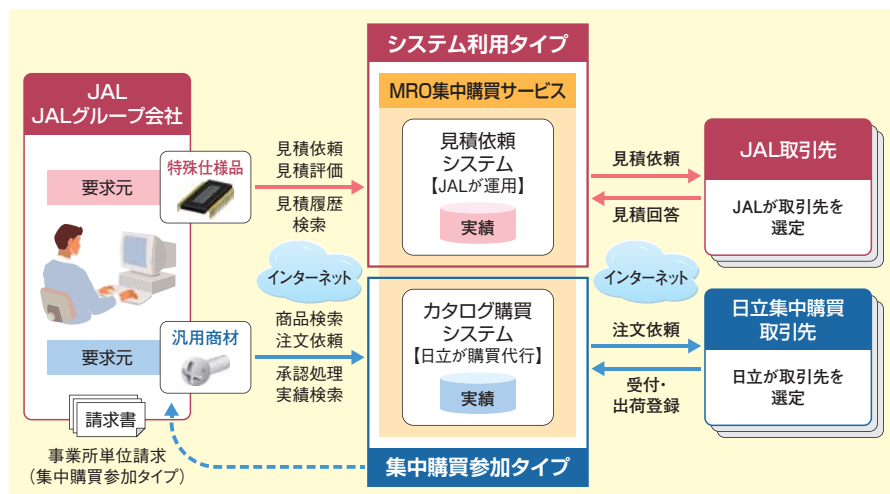 システム利用タイプ
MRO集中購買サービス
JAL
JALグループ会社
特殊仕様品
要求元
見積依頼
見積評価
見積履歴
検索
見積依頼
システム
【JALが運用】
実績
見積依頼
見積回答
JAL取引先
JALが取引先を
選定
インターネット
インターネット
汎用商材
要求元
商品検索
注文依頼
承認処理
実績検索
カタログ購買
システム
【日立が購買代行】
実績
注文依頼
受付・
出荷登録
日立集中購買
取引先
日立が取引先を
選定
請求書
事業所単位請求
(集中購買参加タイプ)
集中購買参加タイプ